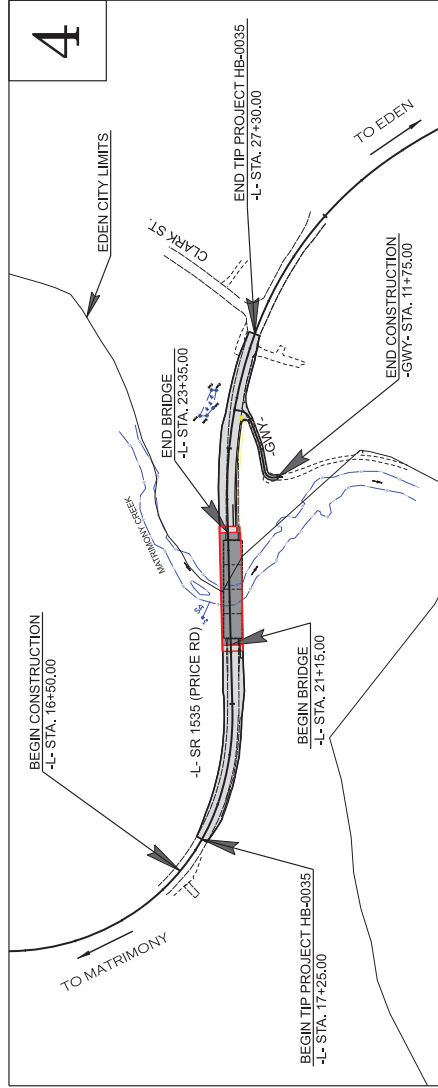 4
BEGIN CONSTRUCTION
-L- STA. 16+50.00
EDEN CITY LIMITS
MATRIMONY CREEK
CLARK ST.
END BRIDGE
-L- STA. 23+35.00
END TIP PROJECT HB-0035
-L- STA. 27+30.00
TO MATRIMONY
-L- SR 1535 (PRICE RD)
SA
-GWY-
TO EDEN
BEGIN TIP PROJECT HB-0035
-L- STA. 17+25.00
BEGIN BRIDGE
-L- STA. 21+15.00
END CONSTRUCTION
-GWY- STA. 11+75.00